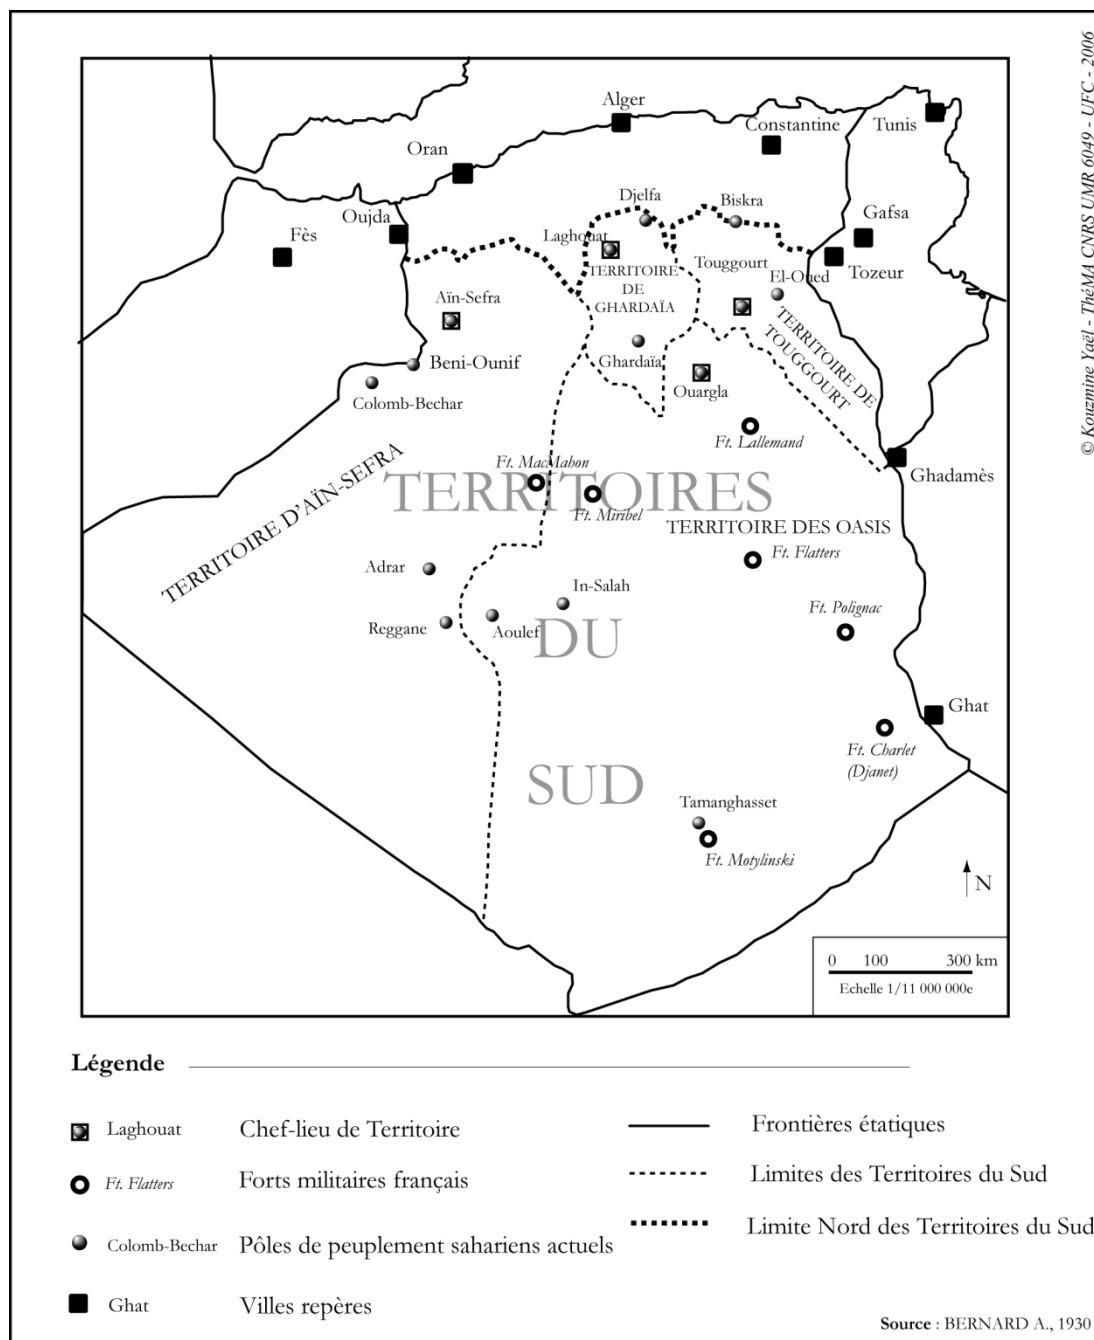 © Kouzmine Yaël - ThéMA CNRS UMR 6049 - UFC - 2006
Alger
Constantine
Tunis
Oran
Djelfa
Biskra
Oujda
Gafsa
Fès
Laghouat
Touggourt
Tozeur
El-Oued
TERRITOIRE
DE
GHARDAÏA
Aïn-Sefra
TERRITOIRE DE
TOUGGOURT
Beni-Ounif
Ghardaïa
Ouargla
Colomb-Bechar
Ft. Lallemand
Ft. MacMahon
Ghadamès
TERRITOIRES
Ft. Miribel
TERRITOIRE D'AÏN-SEFRA
TERRITOIRE DES OASIS
Ft. Flatters
Adrar
In-Salah
Ft. Polignac
Reggane
Aoulef
DU
Ghat
Ft. Charlet
(Djanet)
SUD
Tamanghasset
Ft. Motylinski
N
0 100 300 km
Echelle 1/11 000 000e
Légende
Laghouat Chef-lieu de Territoire
Ft. Flatters Forts militaires français
Colomb-Bechar Pôles de peuplement sahariens actuels
Ghat Villes repères
Frontières étatiques
Limites des Territoires du Sud
Limite Nord des Territoires du Sud
Source : BERNARD A., 1930